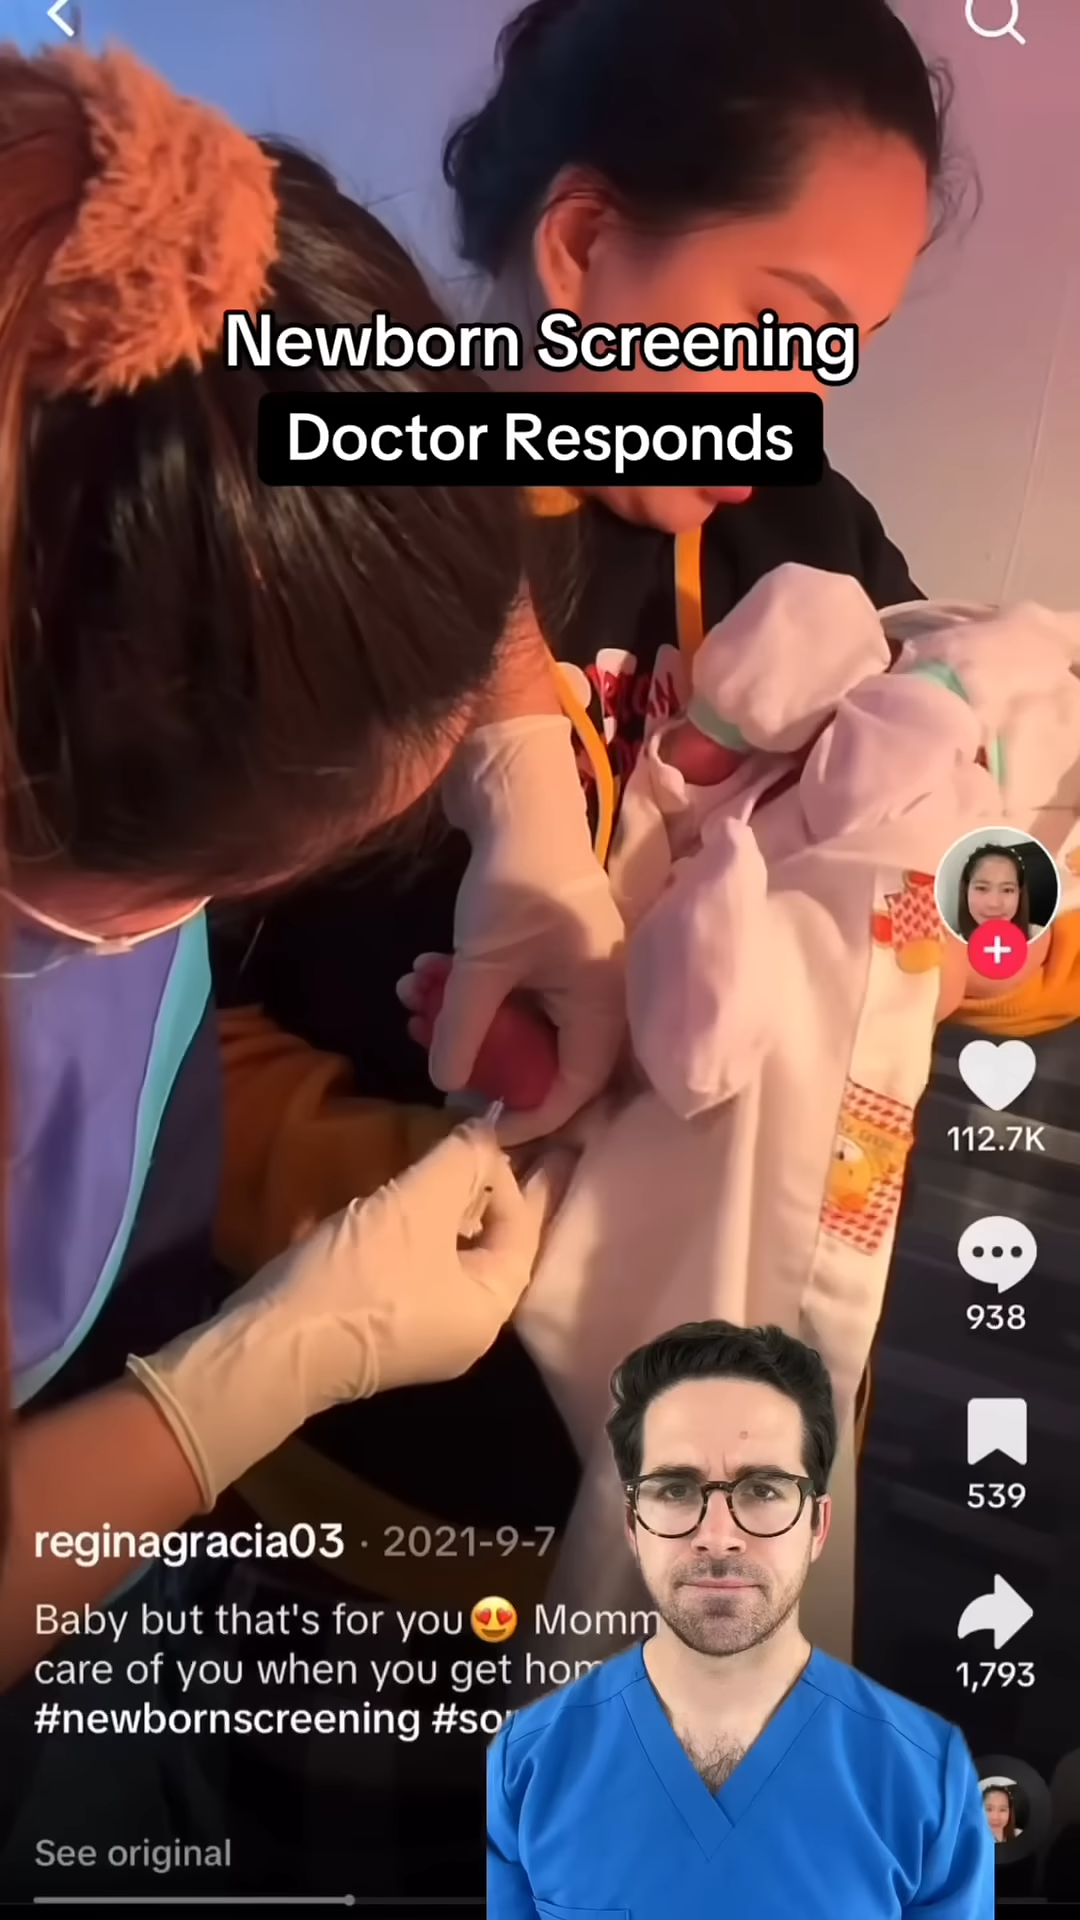 Newborn Screening
Doctor Responds
112.7K
938
539
1,793
reginagracia03 · 2021-9-7
Baby but that's for you😍 Momm
care of you when you get hom
#newbornscreening #so
See original